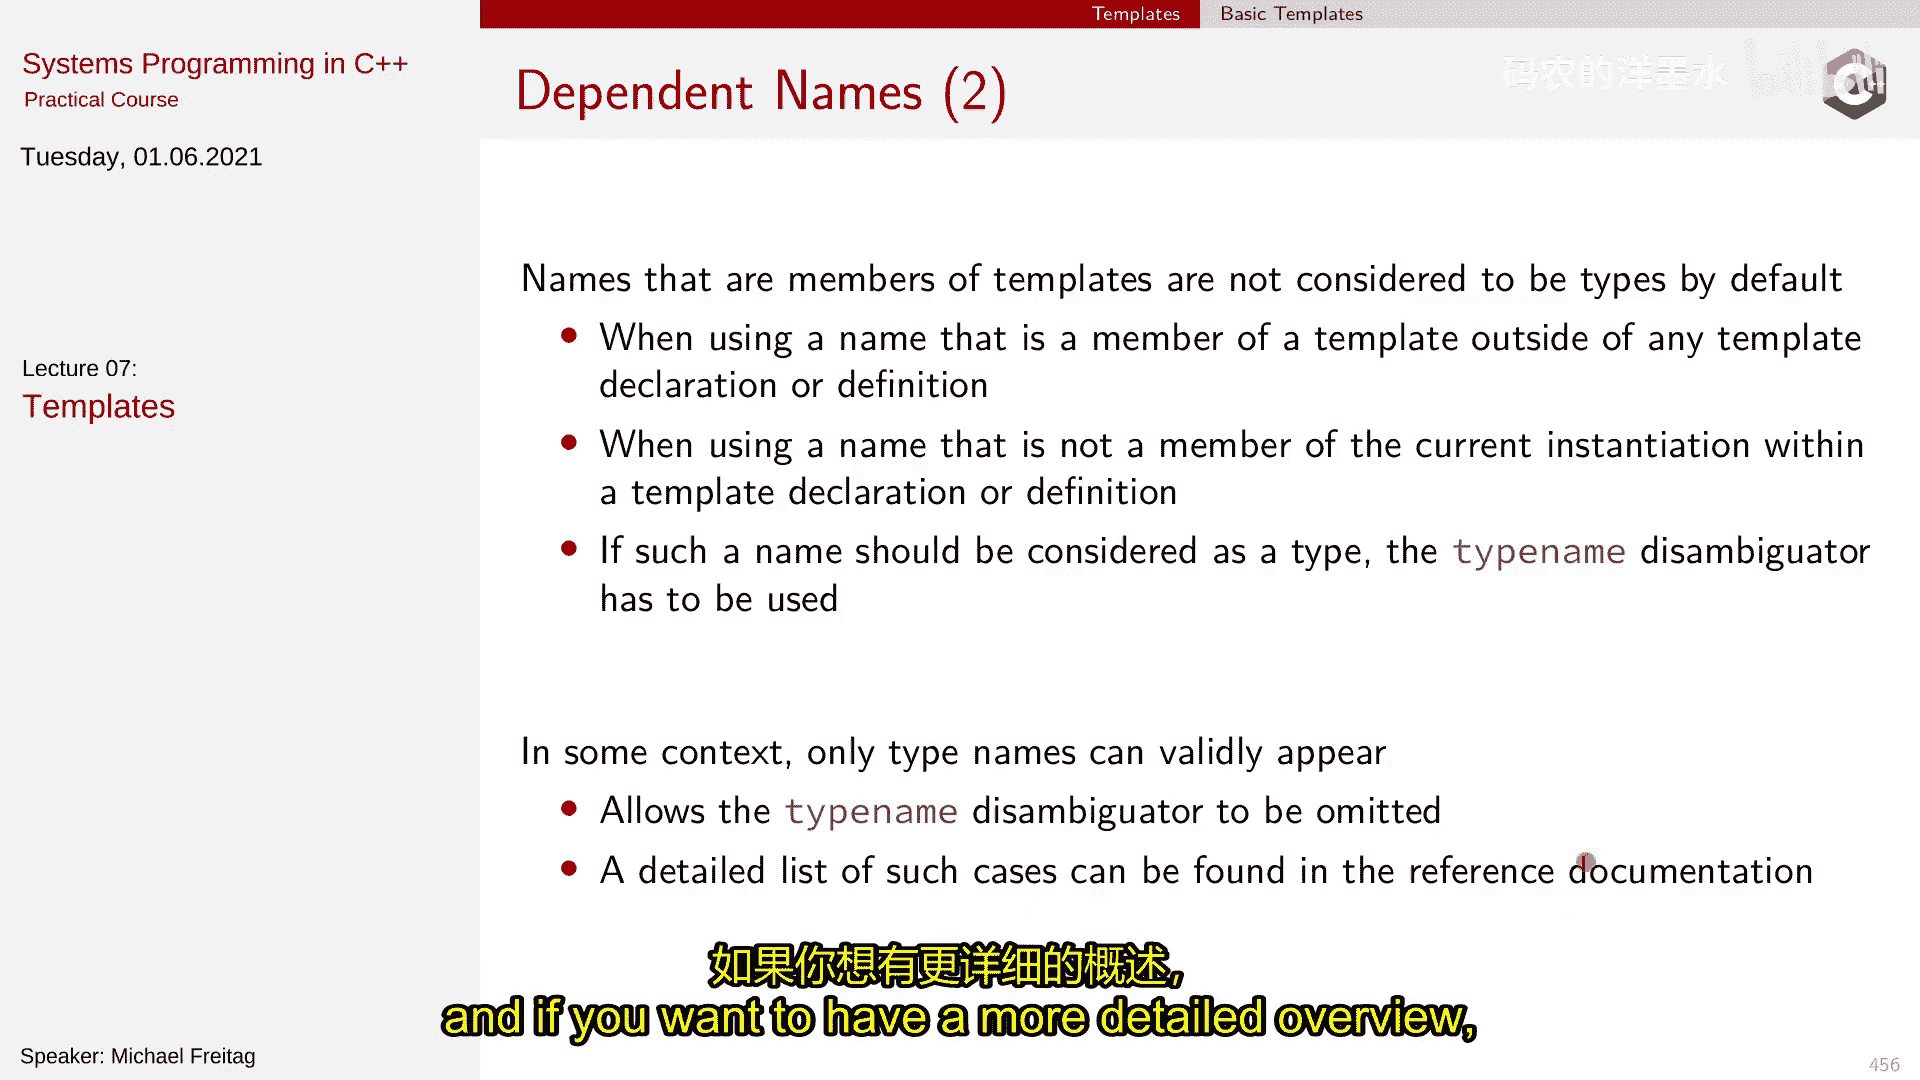 Templates
Basic Templates
Systems Programming in C++
Practical Course
Dependent Names (2)
码农的洋墨水
Tuesday, 01.06.2021
Names that are members of templates are not considered to be types by default
• When using a name that is a member of a template outside of any template
declaration or definition
Lecture 07:
Templates
• When using a name that is not a member of the current instantiation within
a template declaration or definition
• If such a name should be considered as a type, the typename disambiguator
has to be used
In some context, only type names can validly appear
• Allows the typename disambiguator to be omitted
• A detailed list of such cases can be found in the reference documentation
如果你想有更详细的概述,
and if you want to have a more detailed overview,
Speaker: Michael Freitag
456